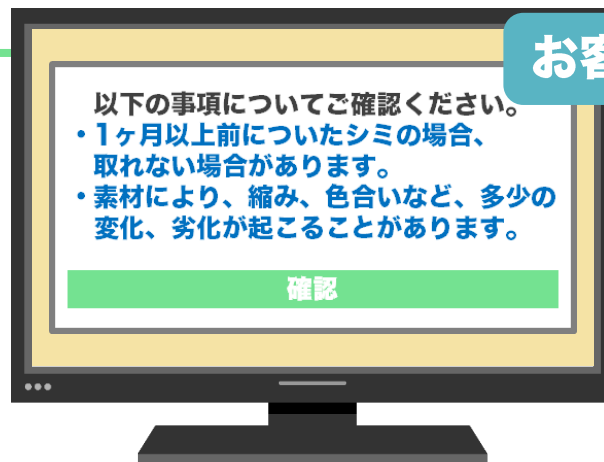 お客
以下の事項についてご確認ください。
・1ヶ月以上前についたシミの場合、
取れない場合があります。
・素材により、縮み、色合いなど、多少の
変化、劣化が起こることがあります。
確認